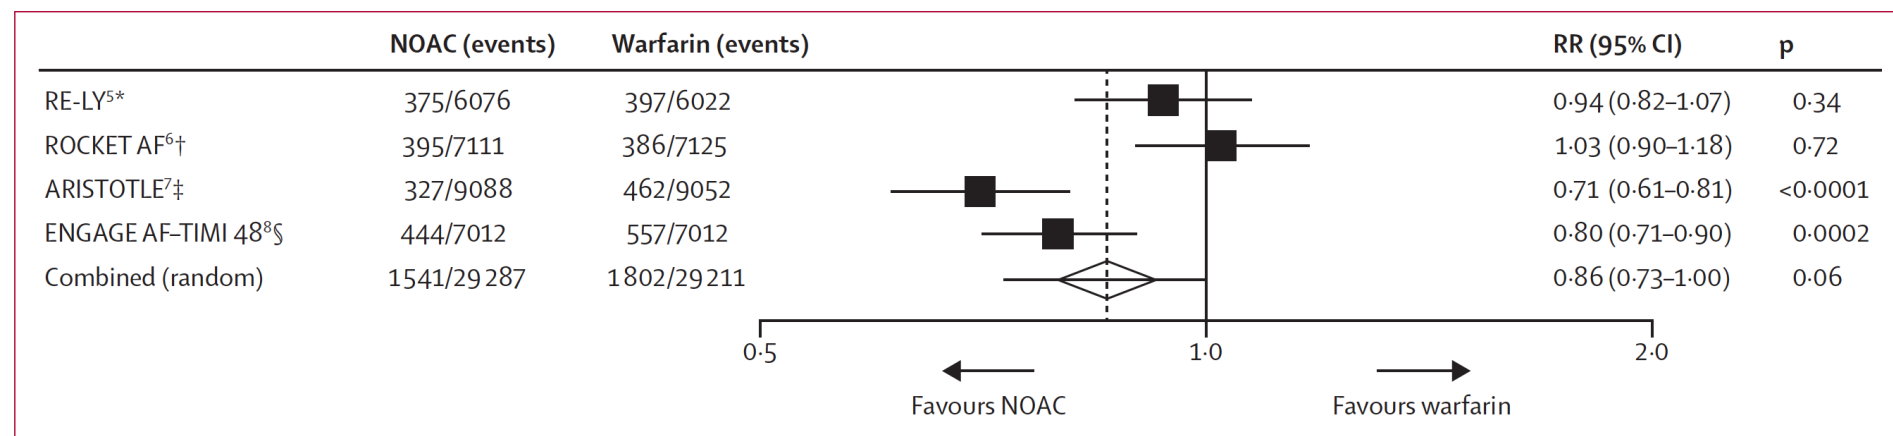 NOAC (events) Warfarin (events) RR (95% CI) p
RE-LY5* 375/6076 397/6022 0·94 (0·82–1·07) 0·34
ROCKET AF6† 395/7111 386/7125 1·03 (0·90–1·18) 0·72
ARISTOTLE7‡ 327/9088 462/9052 0·71 (0·61–0·81) <0·0001
ENGAGE AF–TIMI 488§ 444/7012 557/7012 0·80 (0·71–0·90) 0·0002
Combined (random) 1541/29 287 1802/29 211 0·86 (0·73–1·00) 0·06
0·5 1·0 2·0
Favours NOAC Favours warfarin